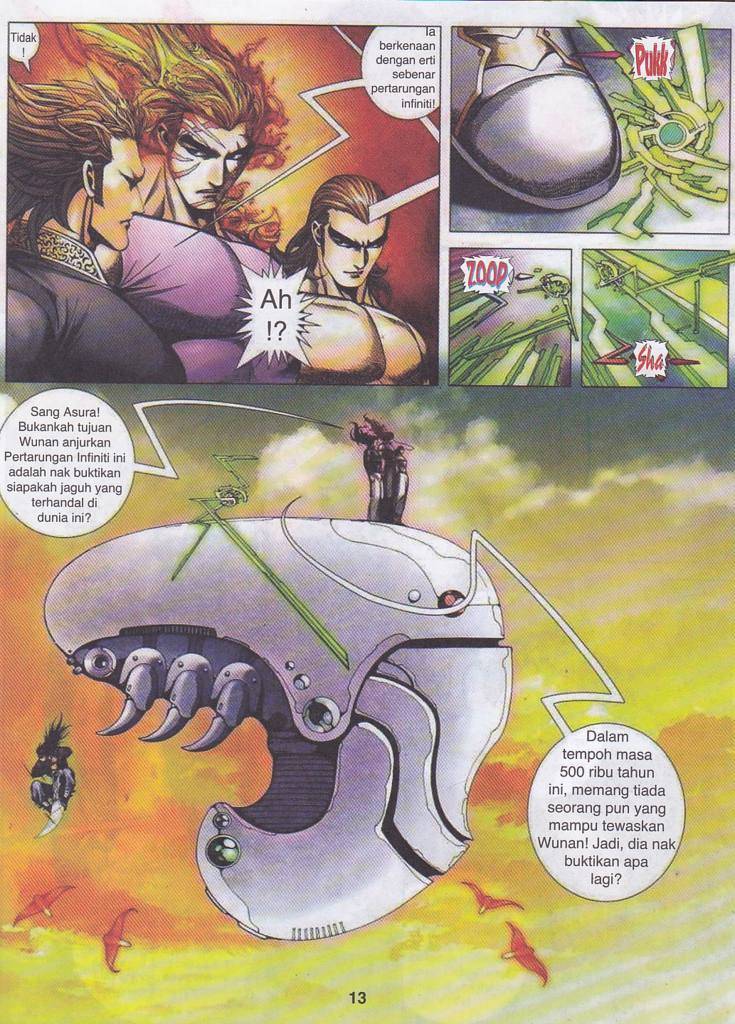 Tidak
!
Ia
berkenaan
dengan erti
sebenar
pertarungan
infiniti!
Ah
!?
Pukk
ZOOP
Sha
Sang Asura!
Bukankah tujuan
Wunan anjurkan
Pertarungan Infiniti ini
adalah nak buktikan
siapakah jaguh yang
terhandal di
dunia ini?
Dalam
tempoh masa
500 ribu tahun
ini, memang tiada
seorang pun yang
mampu tewaskan
Wunan! Jadi, dia nak
buktikan apa
lagi?
13